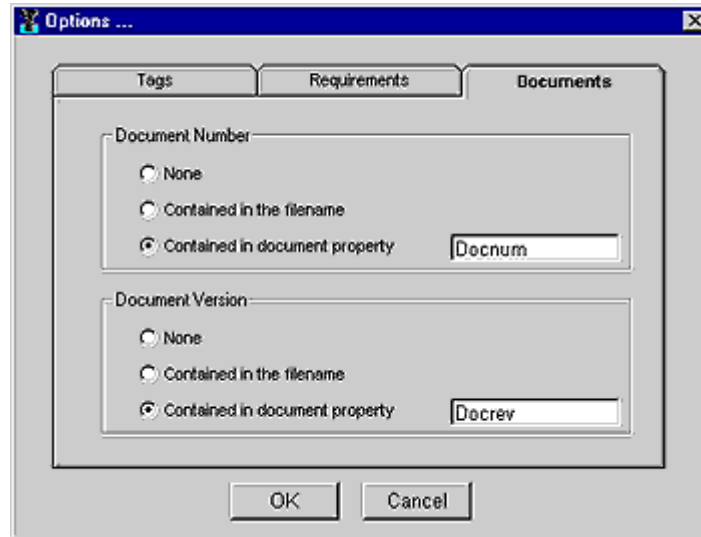 Options ...
Tags Requirements Documents
Document Number
None
Contained in the filename
Contained in document property Docnum
Document Version
None
Contained in the filename
Contained in document property Docrev
OK Cancel